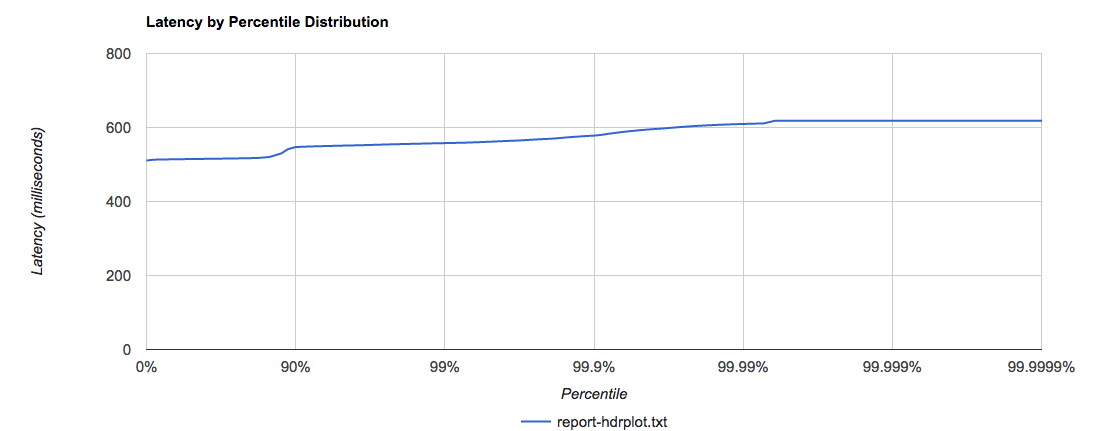 Latency by Percentile Distribution
800
600
400
200
0
Latency (milliseconds)
0% 90% 99% 99.9% 99.99% 99.999% 99.9999%
Percentile
report-hdrplot.txt